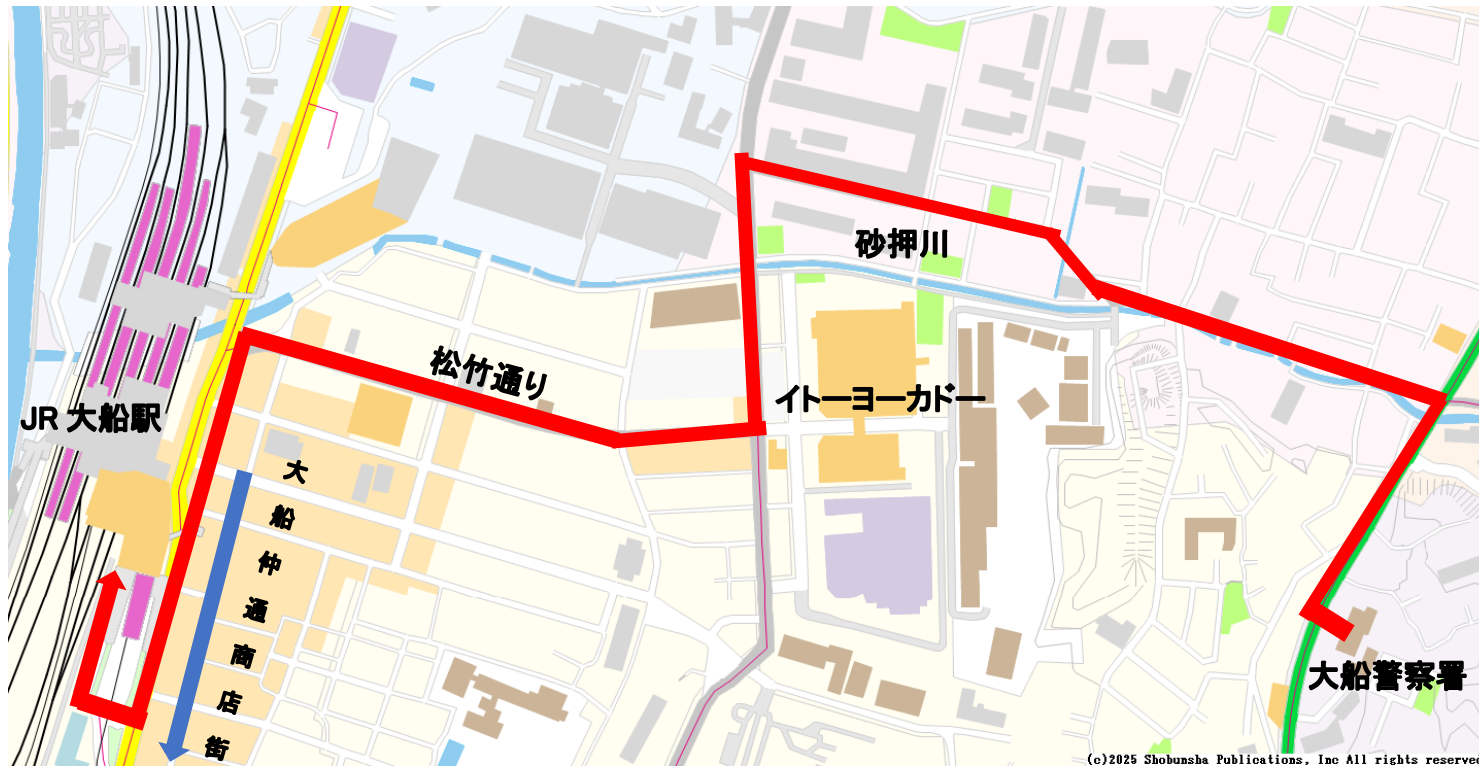 砂押川
松竹通り
イトーヨーカドー
JR 大船駅
大船仲通商店街
大船警察署
(c)2025 Shobunsha Publications, Inc All rights reserve